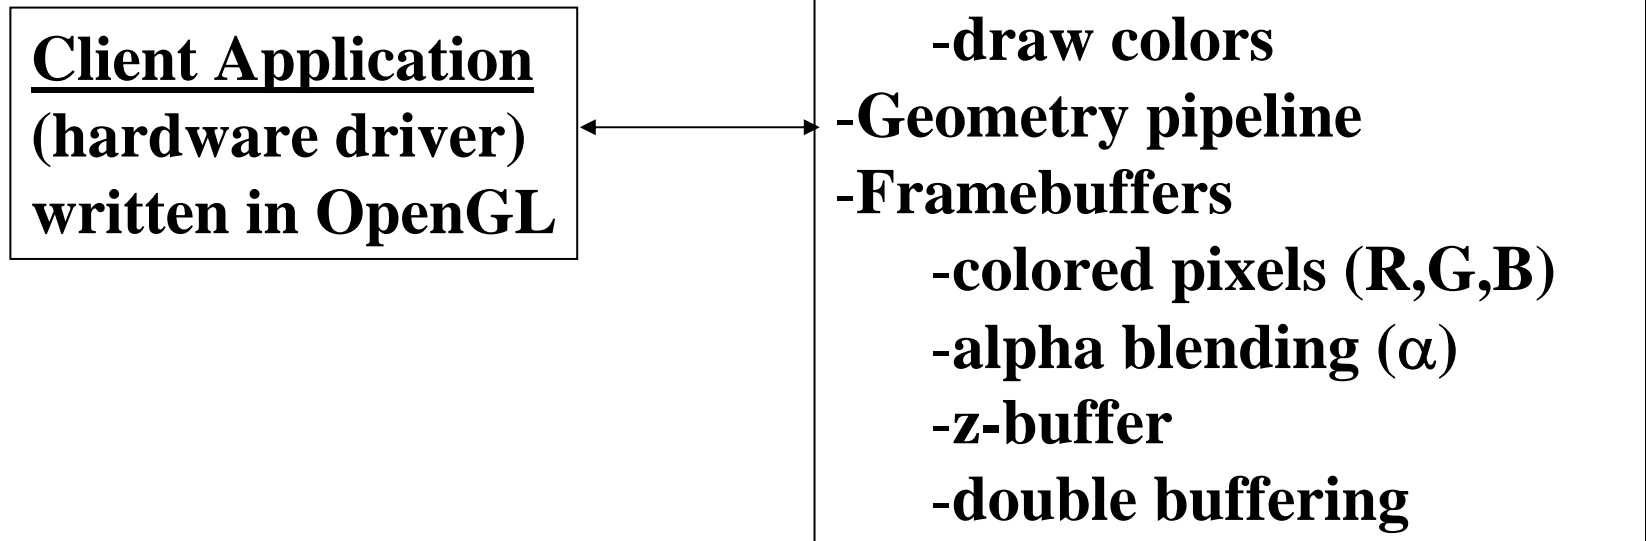 Client Application
(hardware driver)
written in OpenGL
-draw colors
-Geometry pipeline
-Framebuffers
-colored pixels (R,G,B)
-alpha blending (α)
-z-buffer
-double buffering